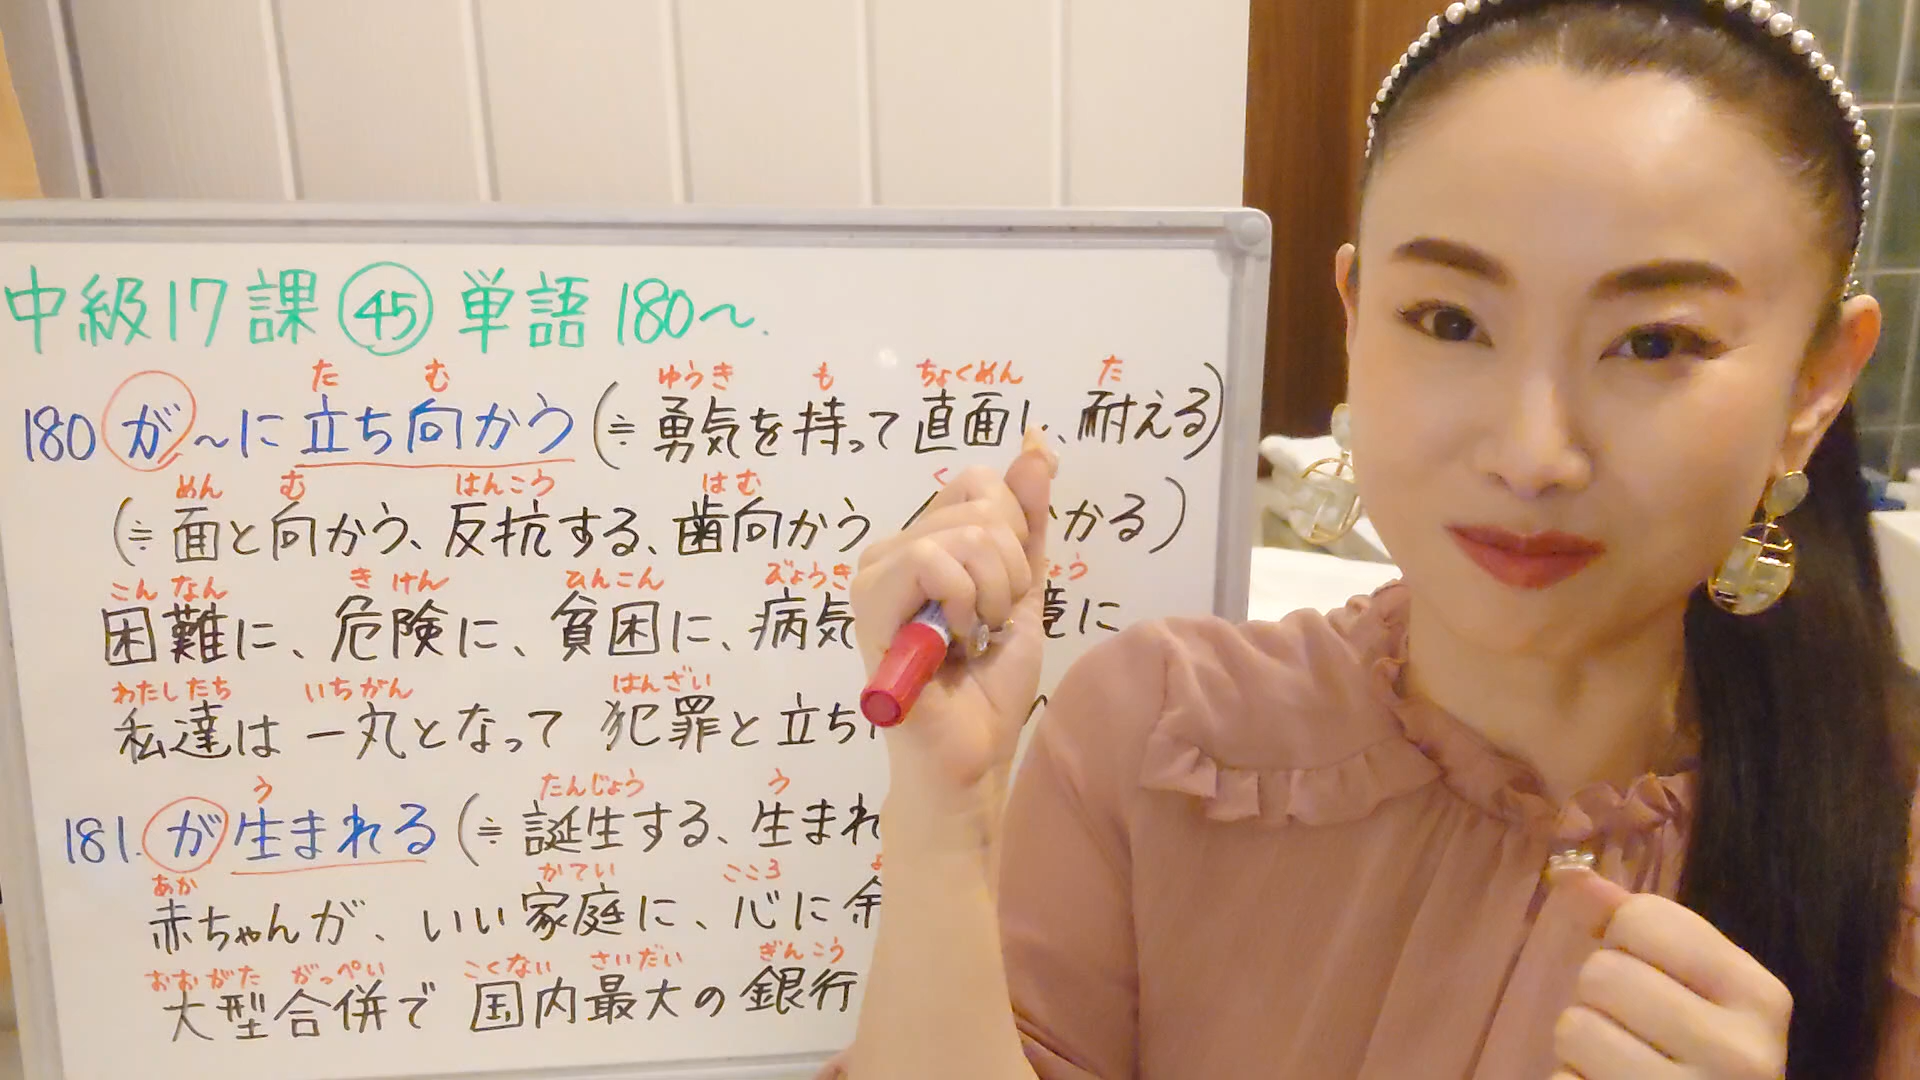 中級17課 ㊺ 単語 180〜.
た む ゆうき も ちょくめん た
180 が 〜に 立ち向かう (≒ 勇気を持って直面し、耐える)
めん む はんこう はむ く
(≒ 面と向かう、反抗する、歯向かう かかる)
こんなん きけん ひんこん びょうき ょう
困難に、危険に、貧困に、病気 境に
わたしたち いちがん はんざい
私達は 一丸となって 犯罪と 立ち
う たんじょう う
181. が 生まれる (≒ 誕生する、生まれ
あか かてい こころ よ
赤ちゃんが、いい家庭に、心に余
おおがた がっぺい こくない さいだい ぎんこう
大型合併で 国内最大の 銀行